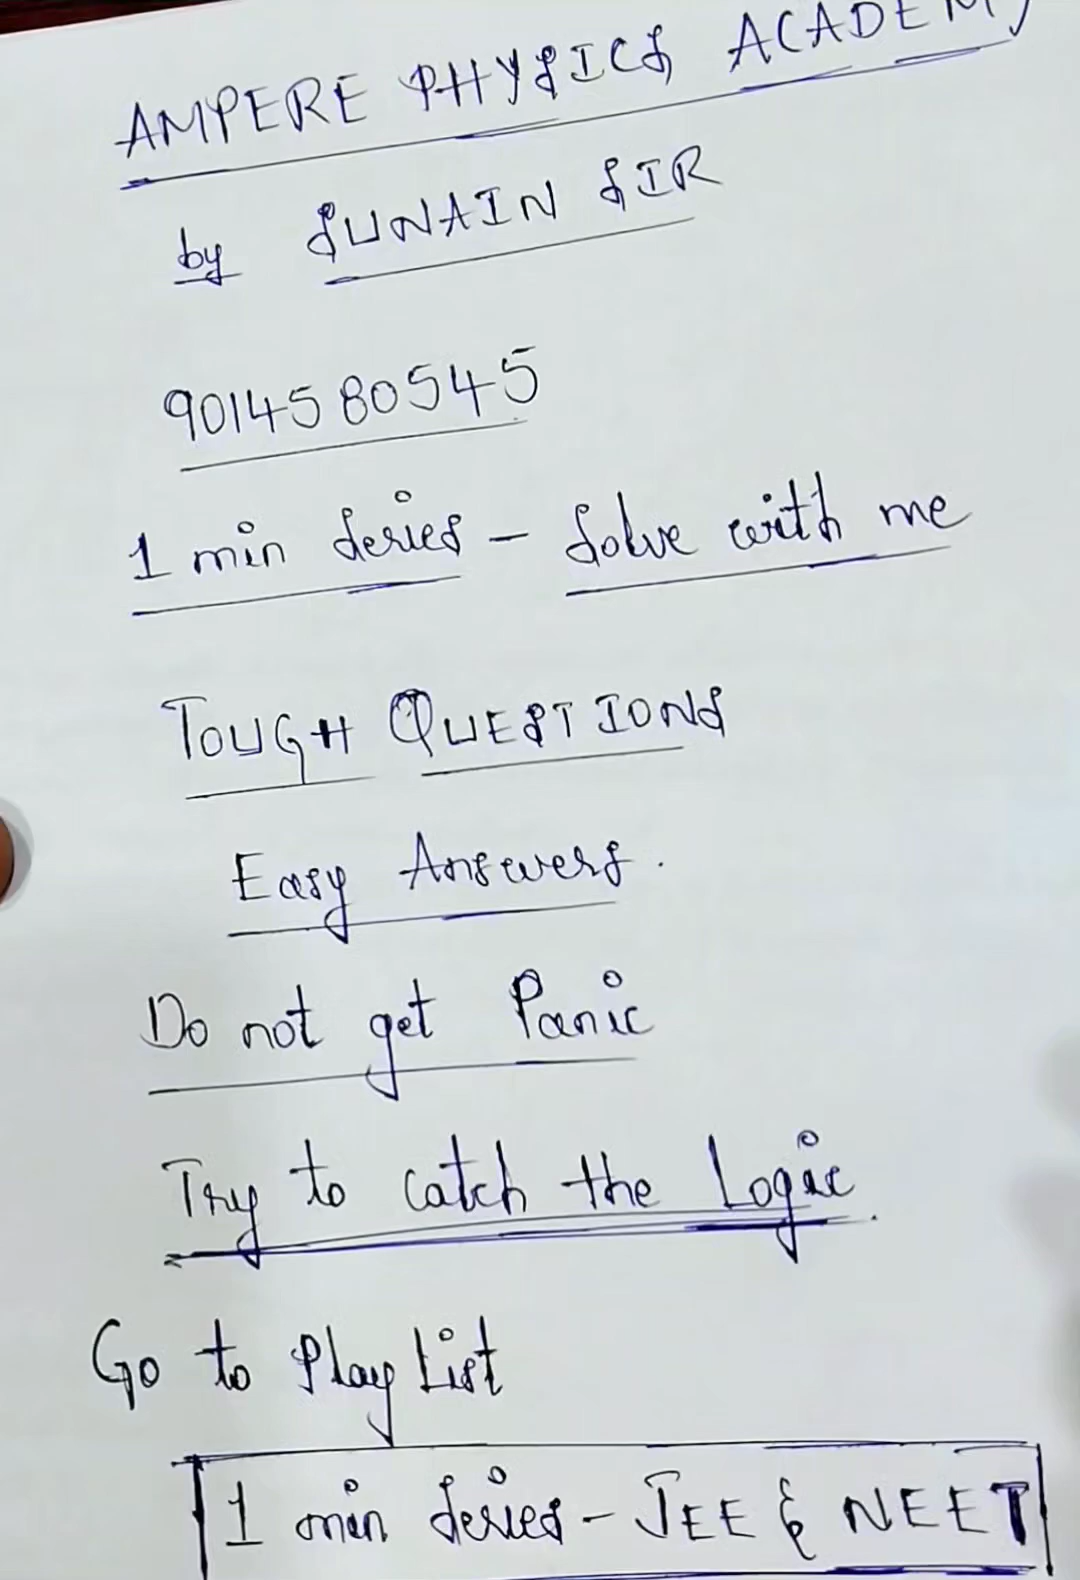 AMPERE PHYSICS ACADEMY
by SUNAIN SIR
9014580545
1 min series - Solve with me
TOUGH QUESTIONS
Easy Answers.
Do not get Panic
Try to catch the Logic.
Go to Play List
1 min series - JEE & NEET